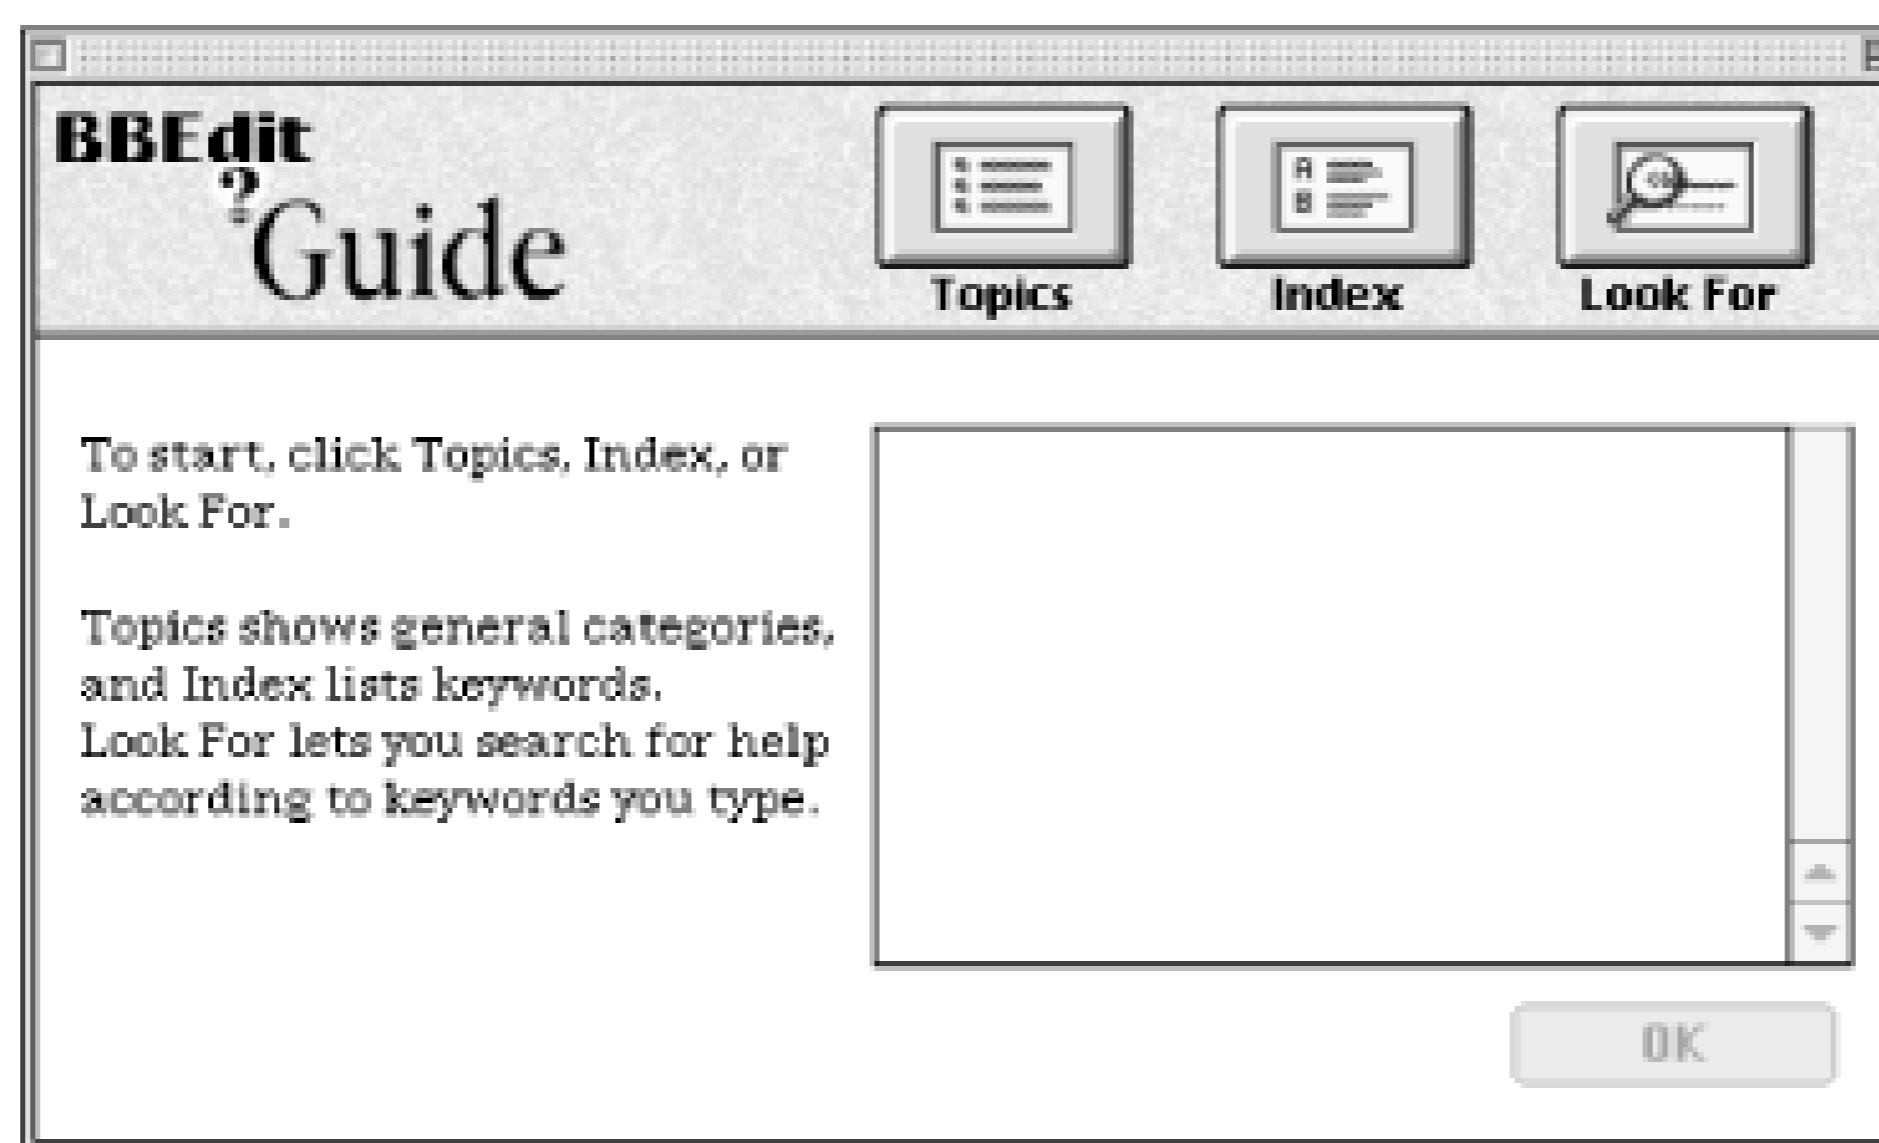 BBEdit
?
Guide
Topics
Index
Look For
To start, click Topics, Index, or
Look For.
Topics shows general categories,
and Index lists keywords.
Look For lets you search for help
according to keywords you type.
OK